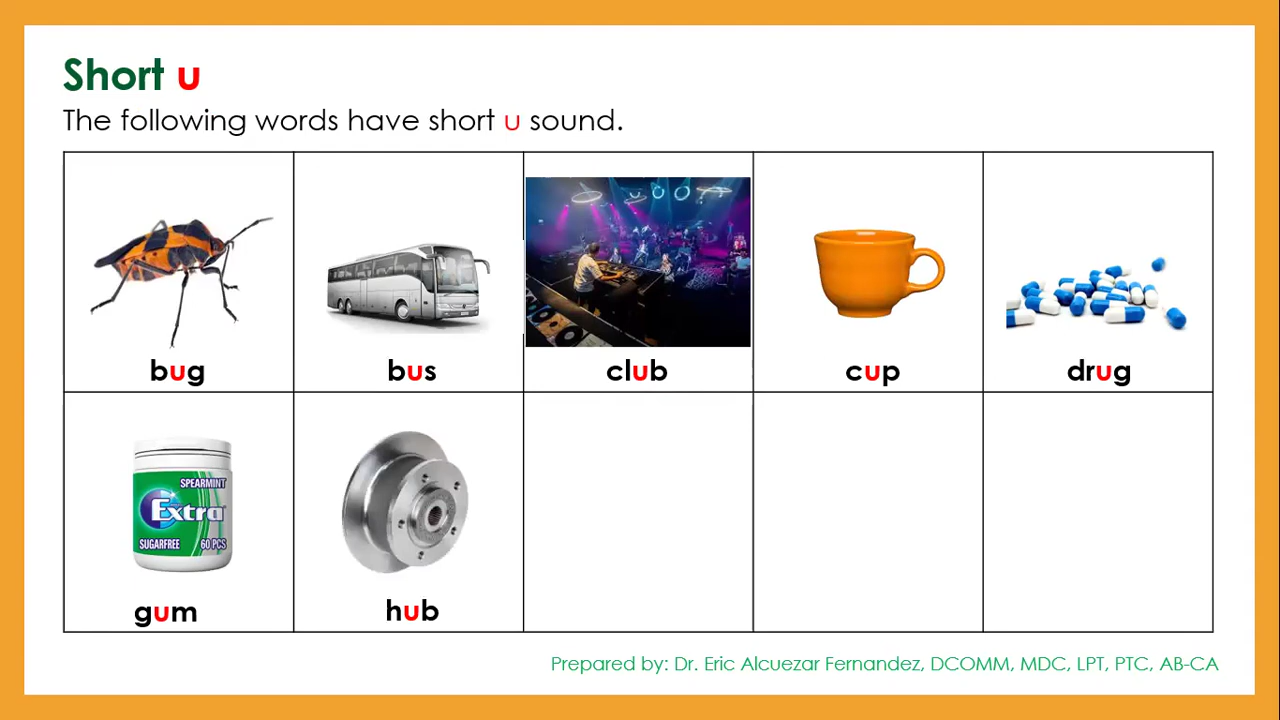 Short u
The following words have short u sound.
bug bus club cup drug
SPEARMINT
Extra
SUGARFREE 60 PCS
gum hub
Prepared by: Dr. Eric Alcuezar Fernandez, DCOMM, MDC, LPT, PTC, AB-CA